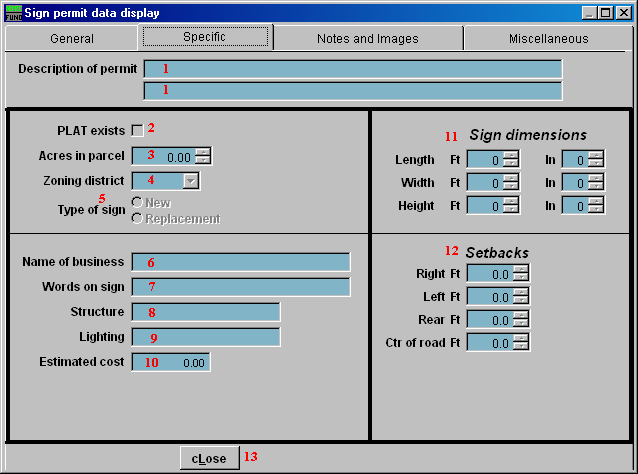 Sign permit data display
FUND
General Specific Notes and Images Miscellaneous
Description of permit 1
1
PLAT exists 2
Acres in parcel 3 0.00
Zoning district 4
5
Type of sign New
Replacement
11 Sign dimensions
Length Ft 0 In 0
Width Ft 0 In 0
Height Ft 0 In 0
Name of business 6
Words on sign 7
Structure 8
Lighting 9
Estimated cost 10 0.00
12 Setbacks
Right Ft 0.0
Left Ft 0.0
Rear Ft 0.0
Ctr of road Ft 0.0
cLose 13